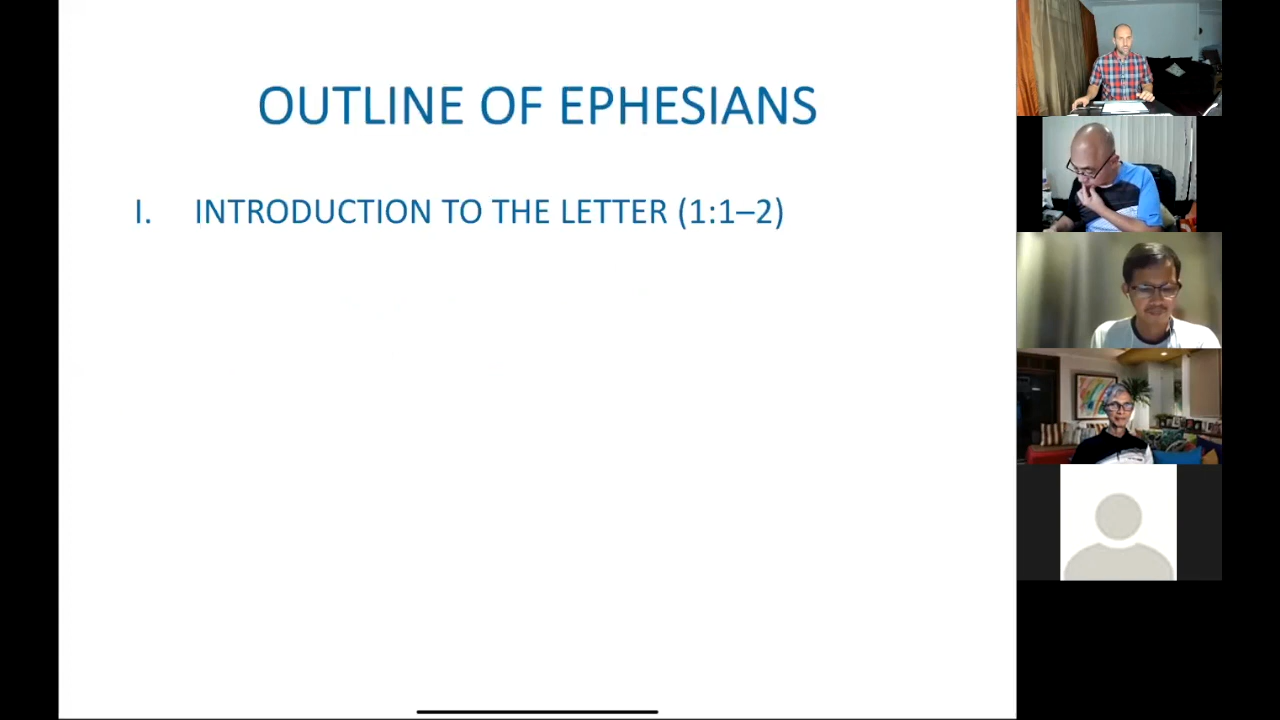 OUTLINE OF EPHESIANS
I. INTRODUCTION TO THE LETTER (1:1–2)